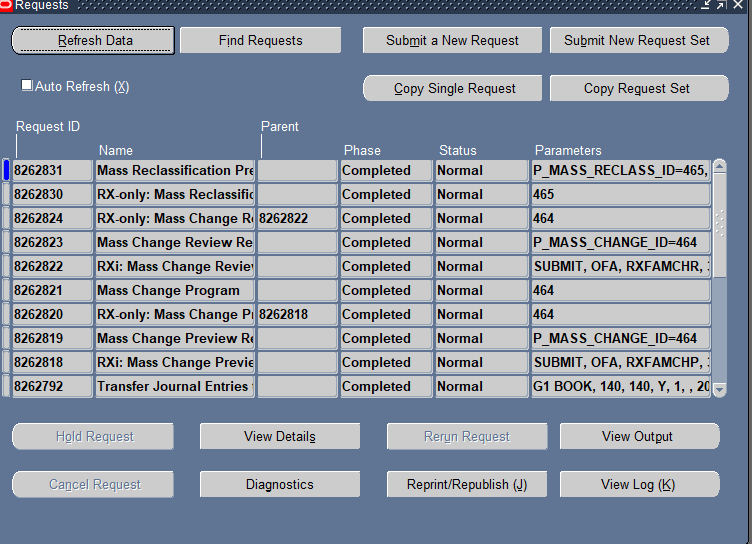 Requests
Refresh Data Find Requests Submit a New Request Submit New Request Set
Auto Refresh (X) Copy Single Request Copy Request Set
Request ID Parent
Name Phase Status Parameters
8262831 Mass Reclassification Pre Completed Normal P_MASS_RECLASS_ID=465,
8262830 RX-only: Mass Reclassific Completed Normal 465
8262824 RX-only: Mass Change R 8262822 Completed Normal 464
8262823 Mass Change Review Re Completed Normal P_MASS_CHANGE_ID=464
8262822 RXi: Mass Change Review Completed Normal SUBMIT, OFA, RXFAMCHR,
8262821 Mass Change Program Completed Normal 464
8262820 RX-only: Mass Change P 8262818 Completed Normal 464
8262819 Mass Change Preview R Completed Normal P_MASS_CHANGE_ID=464
8262818 RXi: Mass Change Previe Completed Normal SUBMIT, OFA, RXFAMCHP,
8262792 Transfer Journal Entries Completed Normal G1 BOOK, 140, 140, Y, 1, , 20
Hold Request View Details Rerun Request View Output
Cancel Request Diagnostics Reprint/Republish (J) View Log (K)